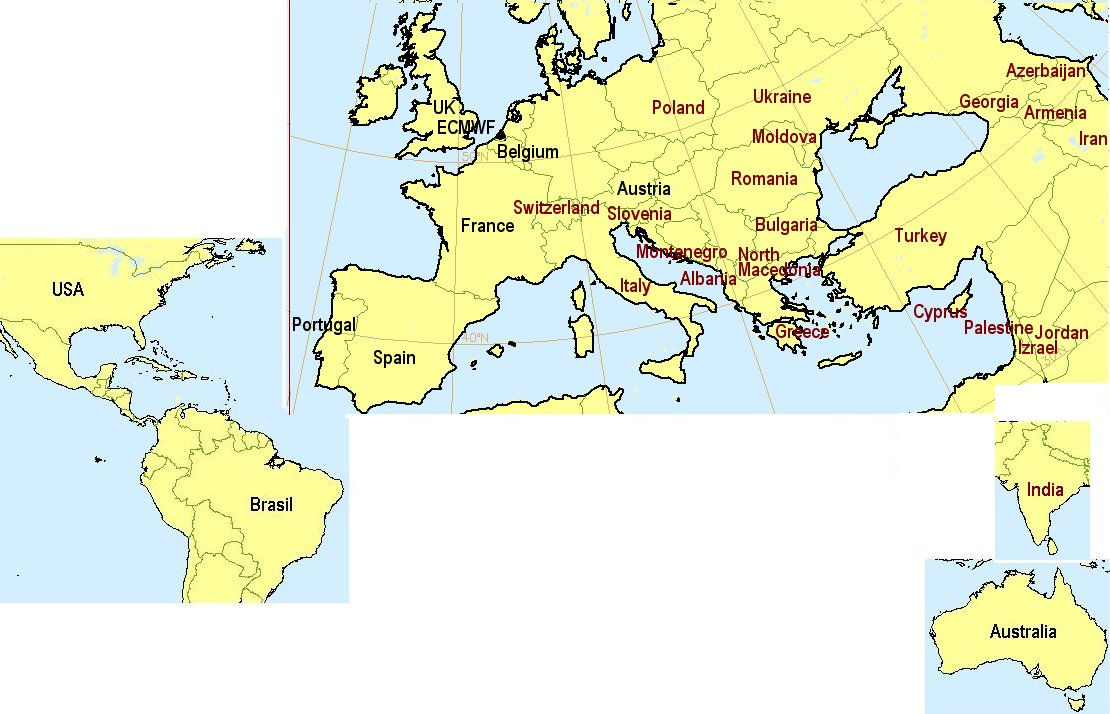 Azerbaijan
Georgia
Armenia
Iran
UK
ECMWF
Poland
Ukraine
Moldova
50°N
Belgium
Romania
Austria
Switzerland
Slovenia
France
Bulgaria
Turkey
Montenegro
North
Macedonia
Albania
Italy
USA
Cyprus
Portugal
Greece
Palestine
Jordan
40°N
Izrael
Spain
India
Brasil
Australia